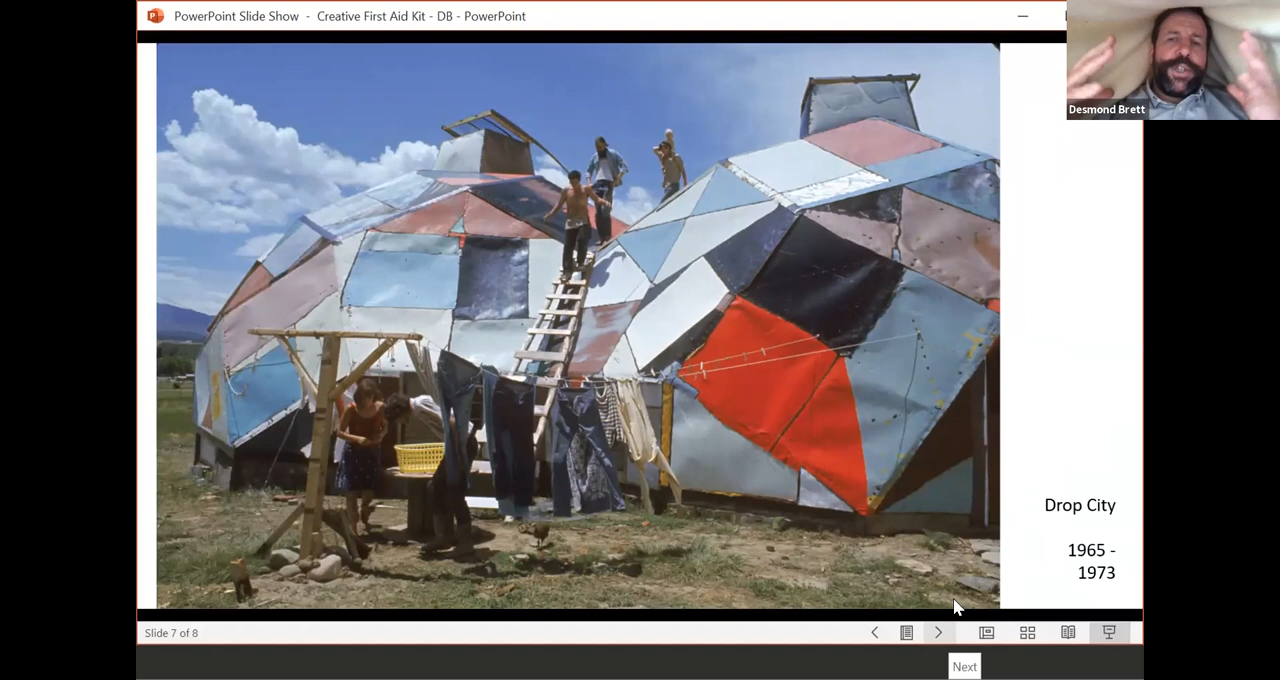 PowerPoint Slide Show - Creative First Aid Kit - DB - PowerPoint
Desmond Brett
Drop City
1965 -
1973
Slide 7 of 8
Next